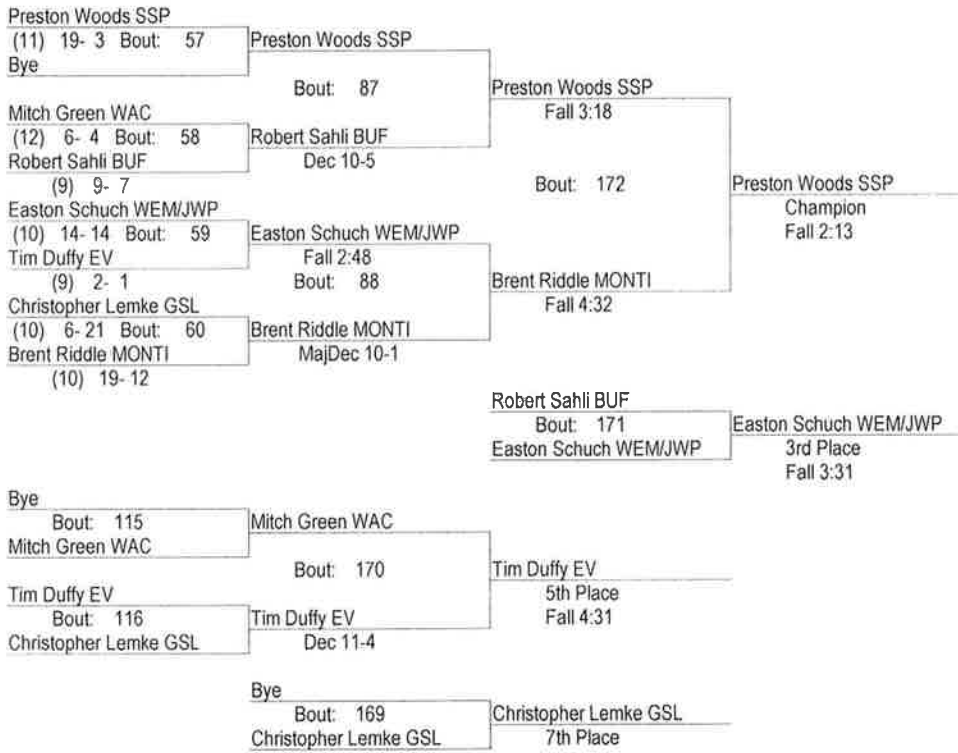 Preston Woods SSP
(11) 19- 3 Bout: 57
Bye
Preston Woods SSP
Bout: 87
Mitch Green WAC
(12) 6- 4 Bout: 58
Robert Sahli BUF
(9) 9- 7
Robert Sahli BUF
Dec 10-5
Preston Woods SSP
Fall 3:18
Easton Schuch WEM/JWP
(10) 14- 14 Bout: 59
Tim Duffy EV
(9) 2- 1
Easton Schuch WEM/JWP
Fall 2:48
Bout: 88
Christopher Lemke GSL
(10) 6- 21 Bout: 60
Brent Riddle MONTI
(10) 19- 12
Brent Riddle MONTI
MajDec 10-1
Brent Riddle MONTI
Fall 4:32
Bout: 172
Preston Woods SSP
Champion
Fall 2:13
Robert Sahli BUF
Bout: 171
Easton Schuch WEM/JWP
Easton Schuch WEM/JWP
3rd Place
Fall 3:31
Bye
Bout: 115
Mitch Green WAC
Mitch Green WAC
Bout: 170
Tim Duffy EV
Bout: 116
Christopher Lemke GSL
Tim Duffy EV
Dec 11-4
Tim Duffy EV
5th Place
Fall 4:31
Bye
Bout: 169
Christopher Lemke GSL
Christopher Lemke GSL
7th Place